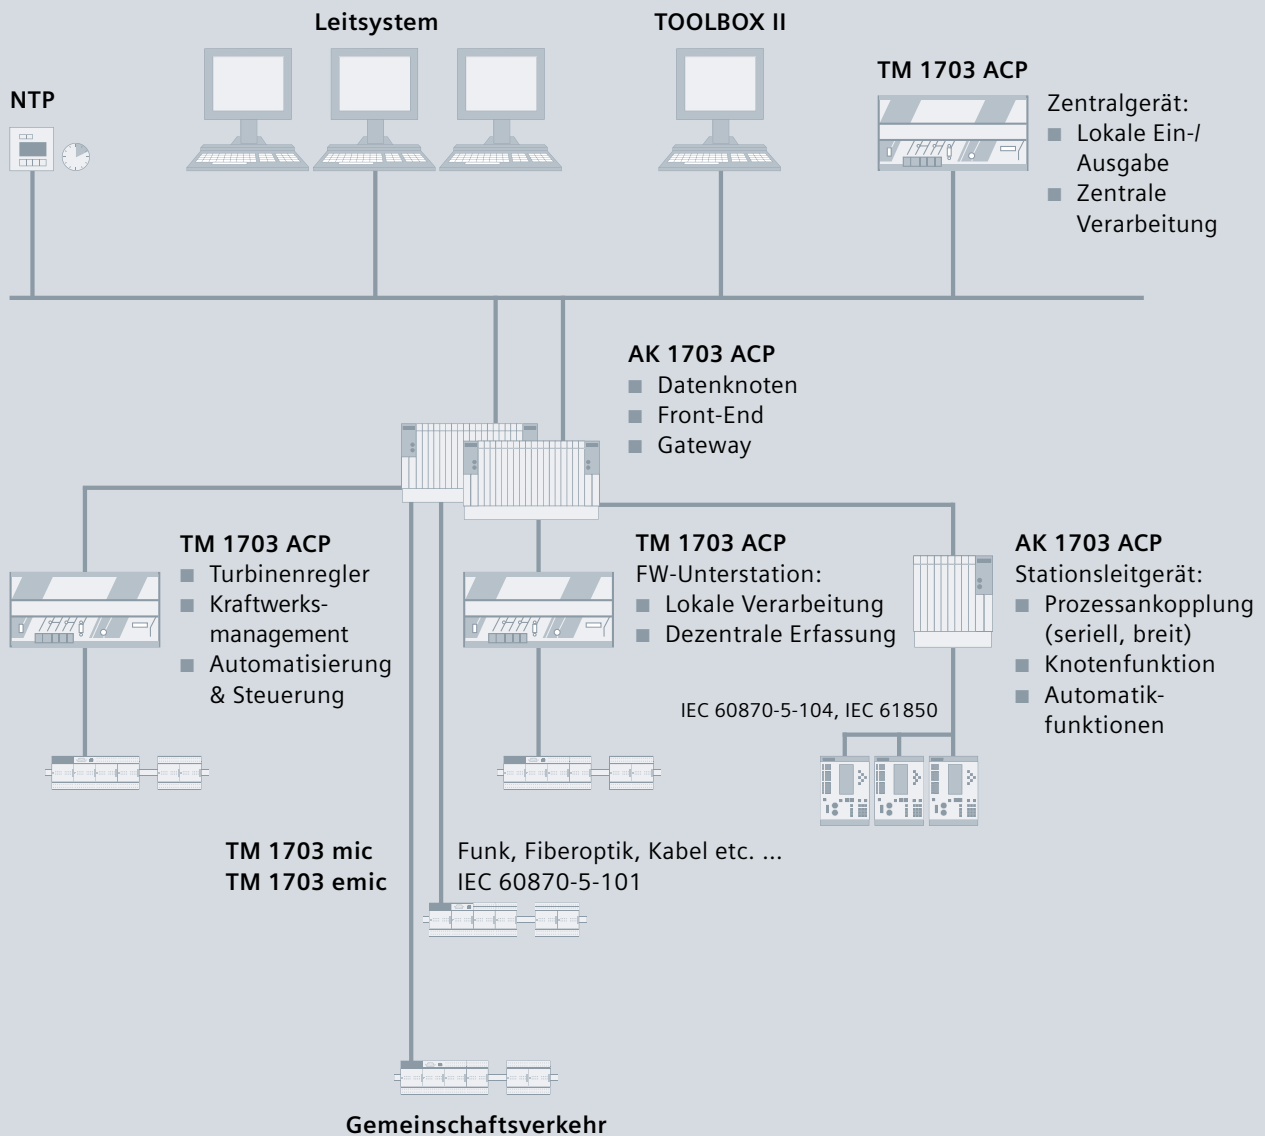 Leitsystem
TOOLBOX II
NTP
TM 1703 ACP
Zentralgerät:
■ Lokale Ein-/
Ausgabe
■ Zentrale
Verarbeitung
AK 1703 ACP
■ Datenknoten
■ Front-End
■ Gateway
TM 1703 ACP
■ Turbinenregler
■ Kraftwerks-
management
■ Automatisierung
& Steuerung
TM 1703 ACP
FW-Unterstation:
■ Lokale Verarbeitung
■ Dezentrale Erfassung
AK 1703 ACP
Stationsleitgerät:
■ Prozessankopplung
(seriell, breit)
■ Knotenfunktion
■ Automatik-
funktionen
IEC 60870-5-104, IEC 61850
TM 1703 mic
TM 1703 emic
Funk, Fiberoptik, Kabel etc. ...
IEC 60870-5-101
Gemeinschaftsverkehr